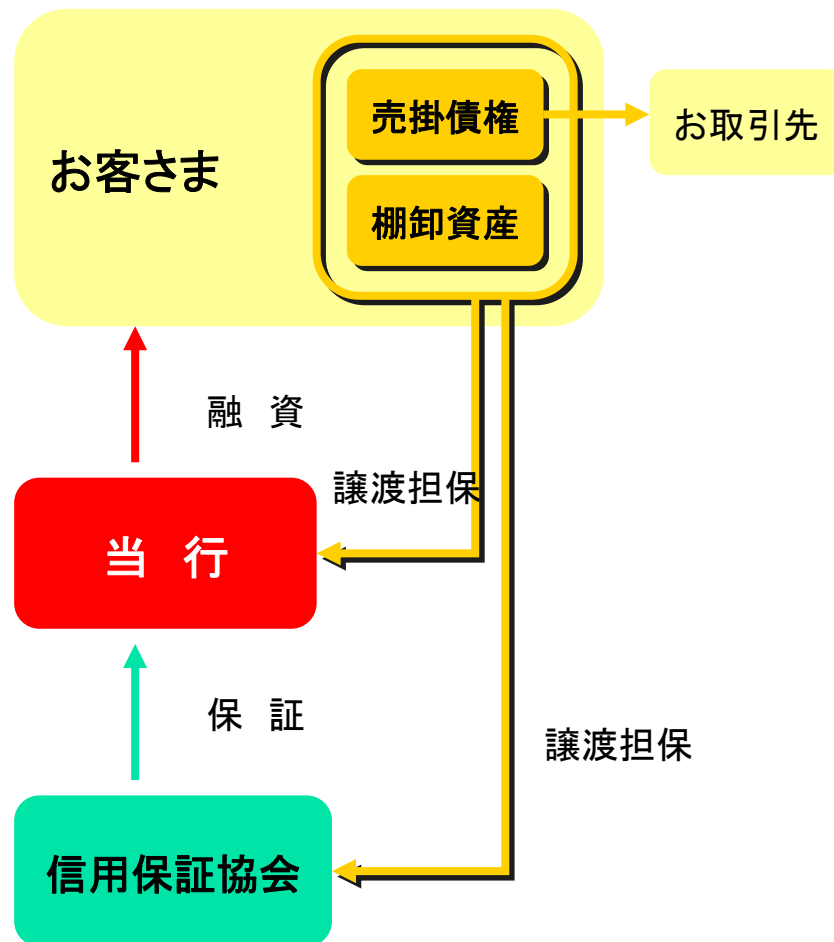 売掛債権
お取引先
お客さま
棚卸資産
融　資
譲渡担保
当　行
保　証
譲渡担保
信用保証協会